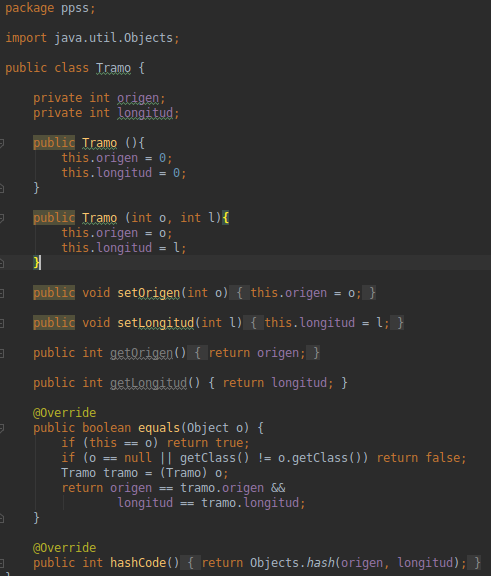 package ppss;
import java.util.Objects;
public class Tramo {
private int origen;
private int longitud;
public Tramo (){
this.origen = 0;
this.longitud = 0;
}
public Tramo (int o, int l){
this.origen = o;
this.longitud = l;
}
public void setOrigen(int o) { this.origen = o; }
public void setLongitud(int l) { this.longitud = l; }
public int getOrigen() { return origen; }
public int getLongitud() { return longitud; }
@Override
public boolean equals(Object o) {
if (this == o) return true;
if (o == null || getClass() != o.getClass()) return false;
Tramo tramo = (Tramo) o;
return origen == tramo.origen &&
longitud == tramo.longitud;
}
@Override
public int hashCode() { return Objects.hash(origen, longitud); }
}